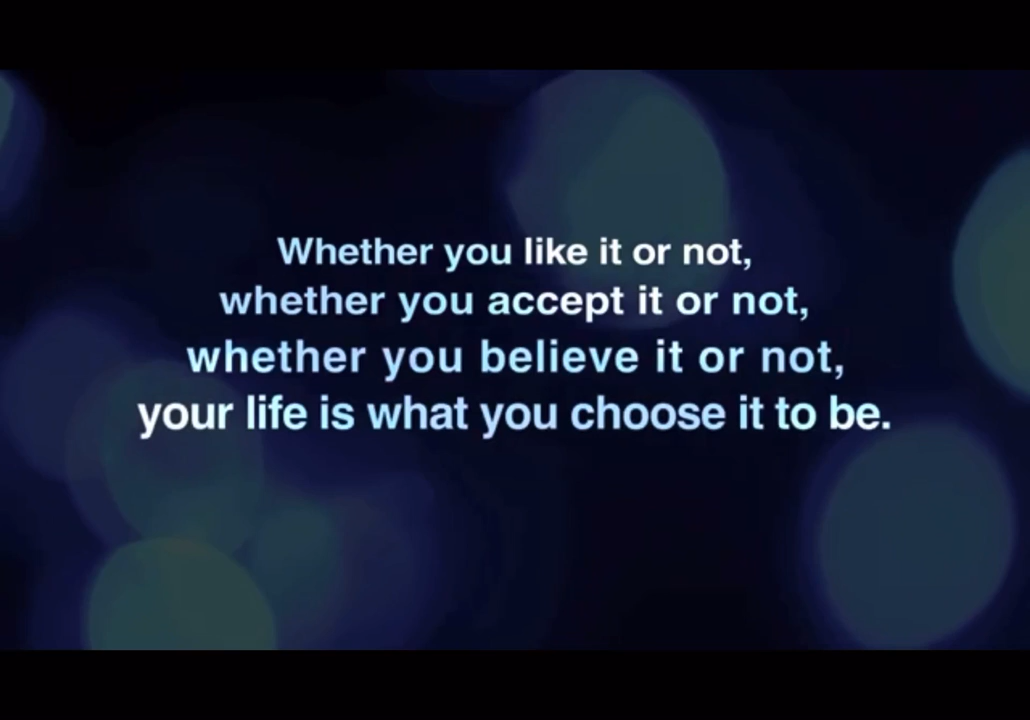 Whether you like it or not,
whether you accept it or not,
whether you believe it or not,
your life is what you choose it to be.